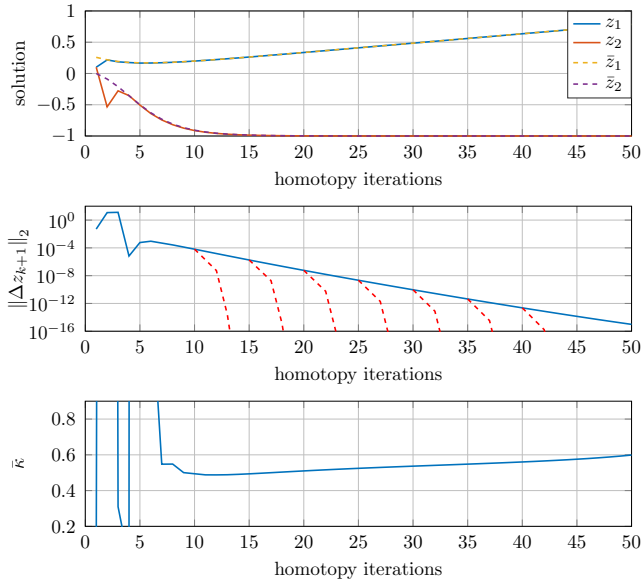 1
0.5
0
−0.5
−1
solution
z₁
z₂
z̄₁
z̄₂
0 5 10 15 20 25 30 35 40 45 50
homotopy iterations
10⁰
10⁻⁴
10⁻⁸
10⁻¹²
10⁻¹⁶
‖Δzₖ₊₁‖₂
0 5 10 15 20 25 30 35 40 45 50
homotopy iterations
0.8
0.6
0.4
0.2
κ̄
0 5 10 15 20 25 30 35 40 45 50
homotopy iterations